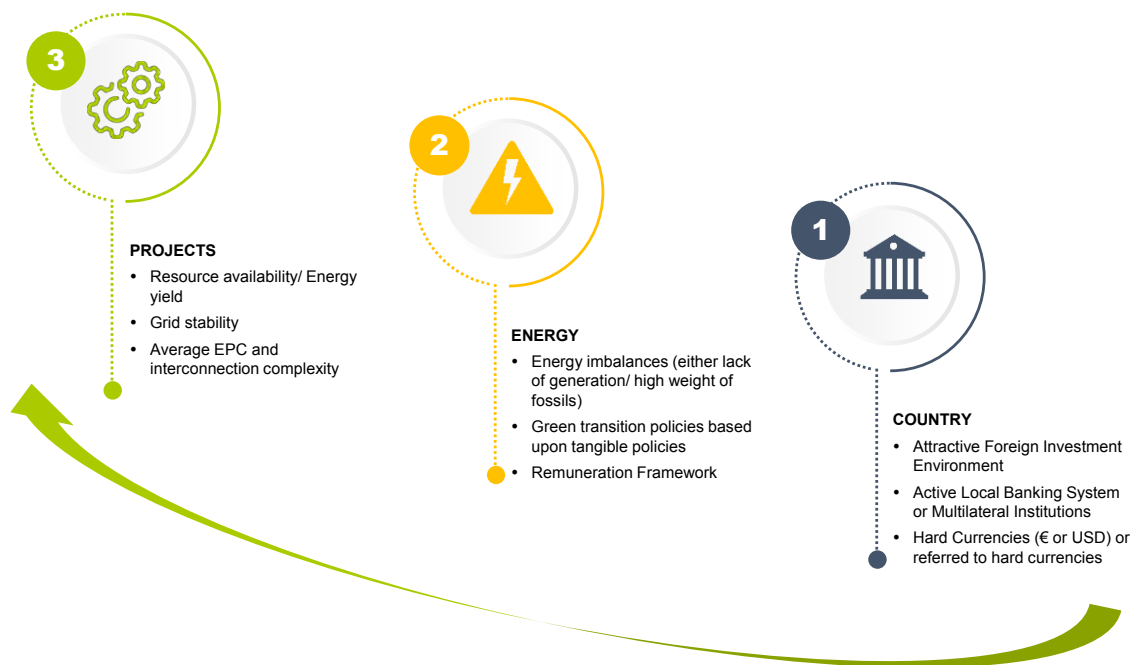 3
PROJECTS
• Resource availability/ Energy
yield
• Grid stability
• Average EPC and
interconnection complexity
2
ENERGY
• Energy imbalances (either lack
of generation/ high weight of
fossils)
• Green transition policies based
upon tangible policies
• Remuneration Framework
1
COUNTRY
• Attractive Foreign Investment
Environment
• Active Local Banking System
or Multilateral Institutions
• Hard Currencies (€ or USD) or
referred to hard currencies